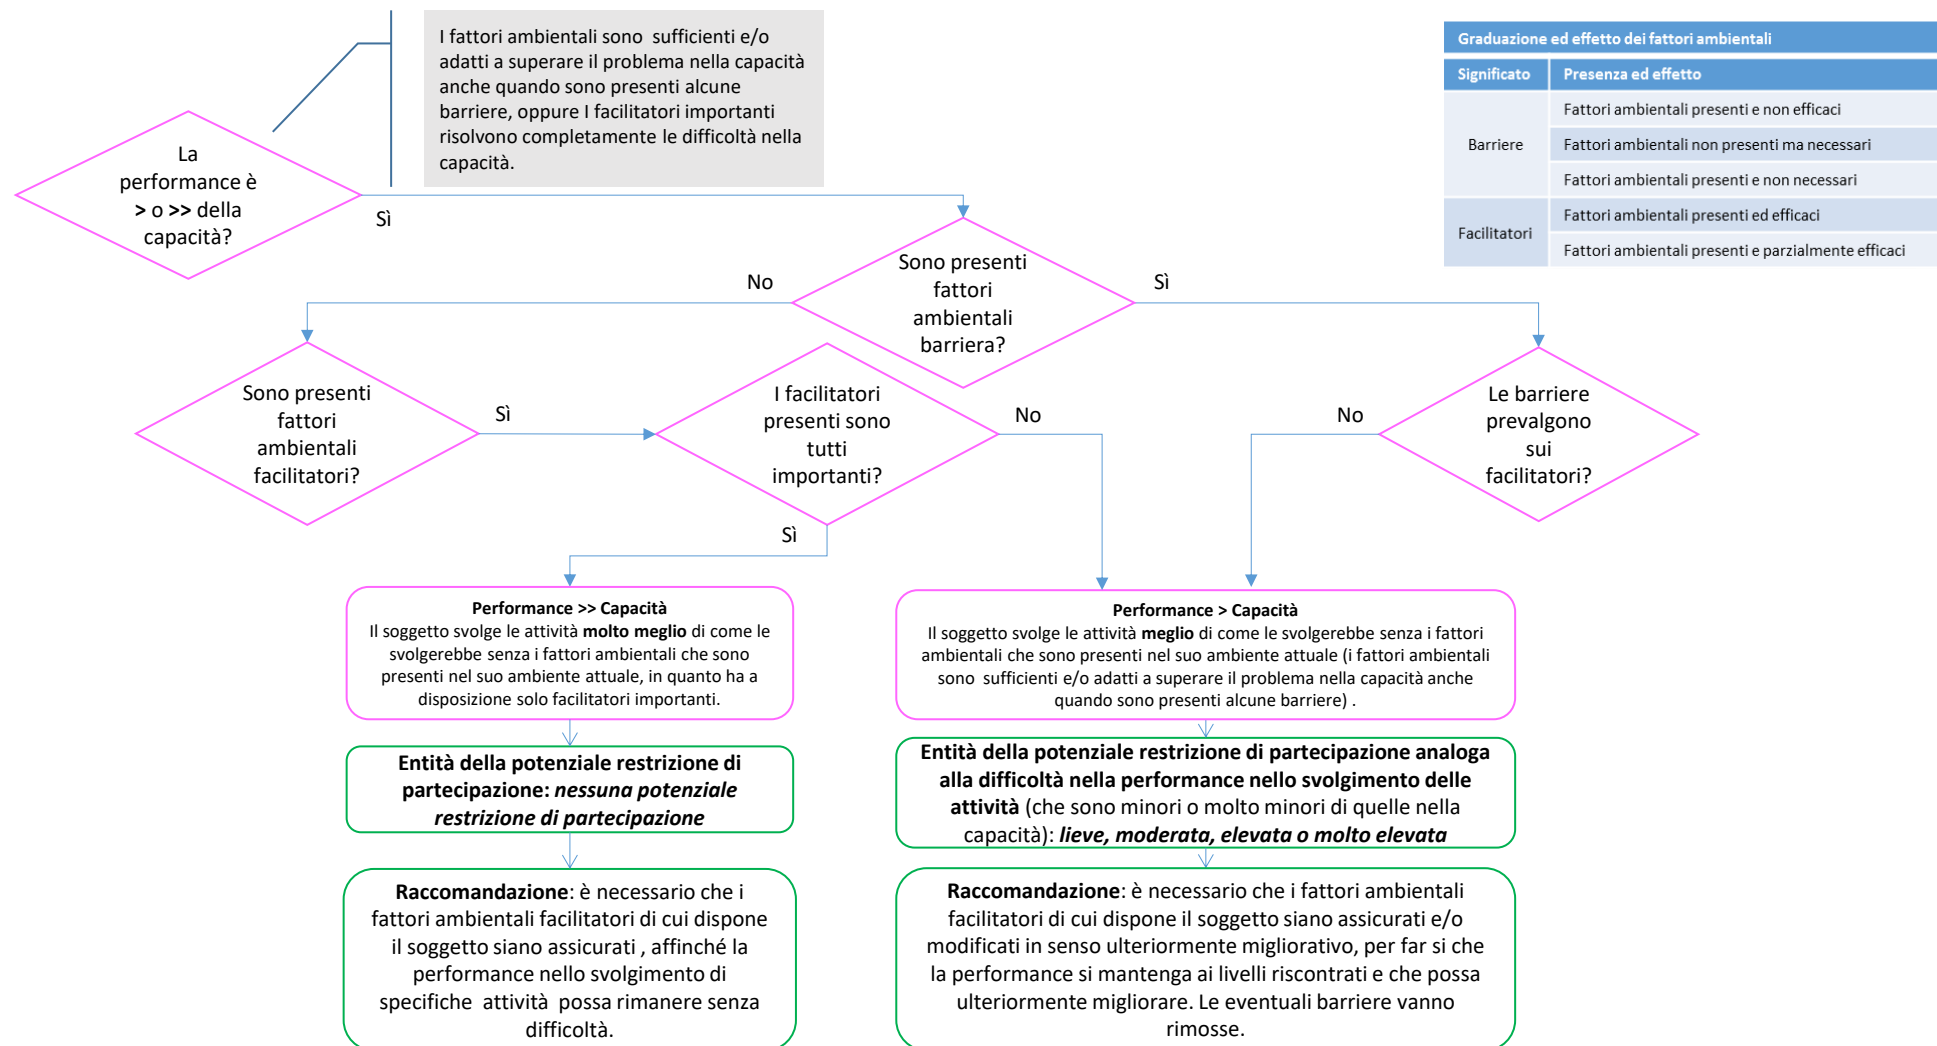 I fattori ambientali sono sufficienti e/o
adatti a superare il problema nella capacità
anche quando sono presenti alcune
barriere, oppure I facilitatori importanti
risolvono completamente le difficoltà nella
capacità.
Graduazione ed effetto dei fattori ambientali
Significato Presenza ed effetto
Barriere
Fattori ambientali presenti e non efficaci
Fattori ambientali non presenti ma necessari
Fattori ambientali presenti e non necessari
Facilitatori
Fattori ambientali presenti ed efficaci
Fattori ambientali presenti e parzialmente efficaci
La
performance è
> o >> della
capacità?
Sì
Sono presenti
fattori
ambientali
barriera?
No
Sì
Sono presenti
fattori
ambientali
facilitatori?
Sì
I facilitatori
presenti sono
tutti
importanti?
No
No
Le barriere
prevalgono
sui
facilitatori?
Sì
Performance >> Capacità
Il soggetto svolge le attività molto meglio di come le
svolgerebbe senza i fattori ambientali che sono
presenti nel suo ambiente attuale, in quanto ha a
disposizione solo facilitatori importanti.
Performance > Capacità
Il soggetto svolge le attività meglio di come le svolgerebbe senza i fattori
ambientali che sono presenti nel suo ambiente attuale (i fattori ambientali
sono sufficienti e/o adatti a superare il problema nella capacità anche
quando sono presenti alcune barriere) .
Entità della potenziale restrizione di
partecipazione: nessuna potenziale
restrizione di partecipazione
Entità della potenziale restrizione di partecipazione analoga
alla difficoltà nella performance nello svolgimento delle
attività (che sono minori o molto minori di quelle nella
capacità): lieve, moderata, elevata o molto elevata
Raccomandazione: è necessario che i
fattori ambientali facilitatori di cui dispone
il soggetto siano assicurati , affinché la
performance nello svolgimento di
specifiche attività possa rimanere senza
difficoltà.
Raccomandazione: è necessario che i fattori ambientali
facilitatori di cui dispone il soggetto siano assicurati e/o
modificati in senso ulteriormente migliorativo, per far si che
la performance si mantenga ai livelli riscontrati e che possa
ulteriormente migliorare. Le eventuali barriere vanno
rimosse.